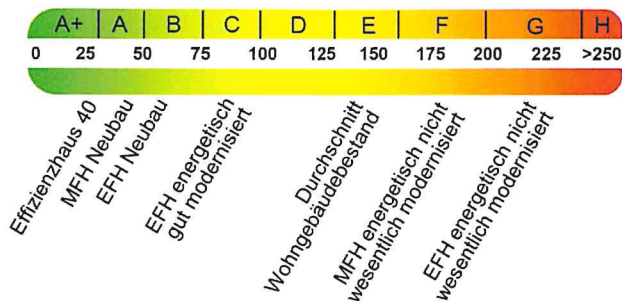 A+ A B C D E F G H
0 25 50 75 100 125 150 175 200 225 >250
Effizienzhaus 40
MFH Neubau
EFH Neubau
EFH energetisch
gut modernisiert
Durchschnitt
Wohngebäudebestand
MFH energetisch nicht
wesentlich modernisiert
EFH energetisch nicht
wesentlich modernisiert